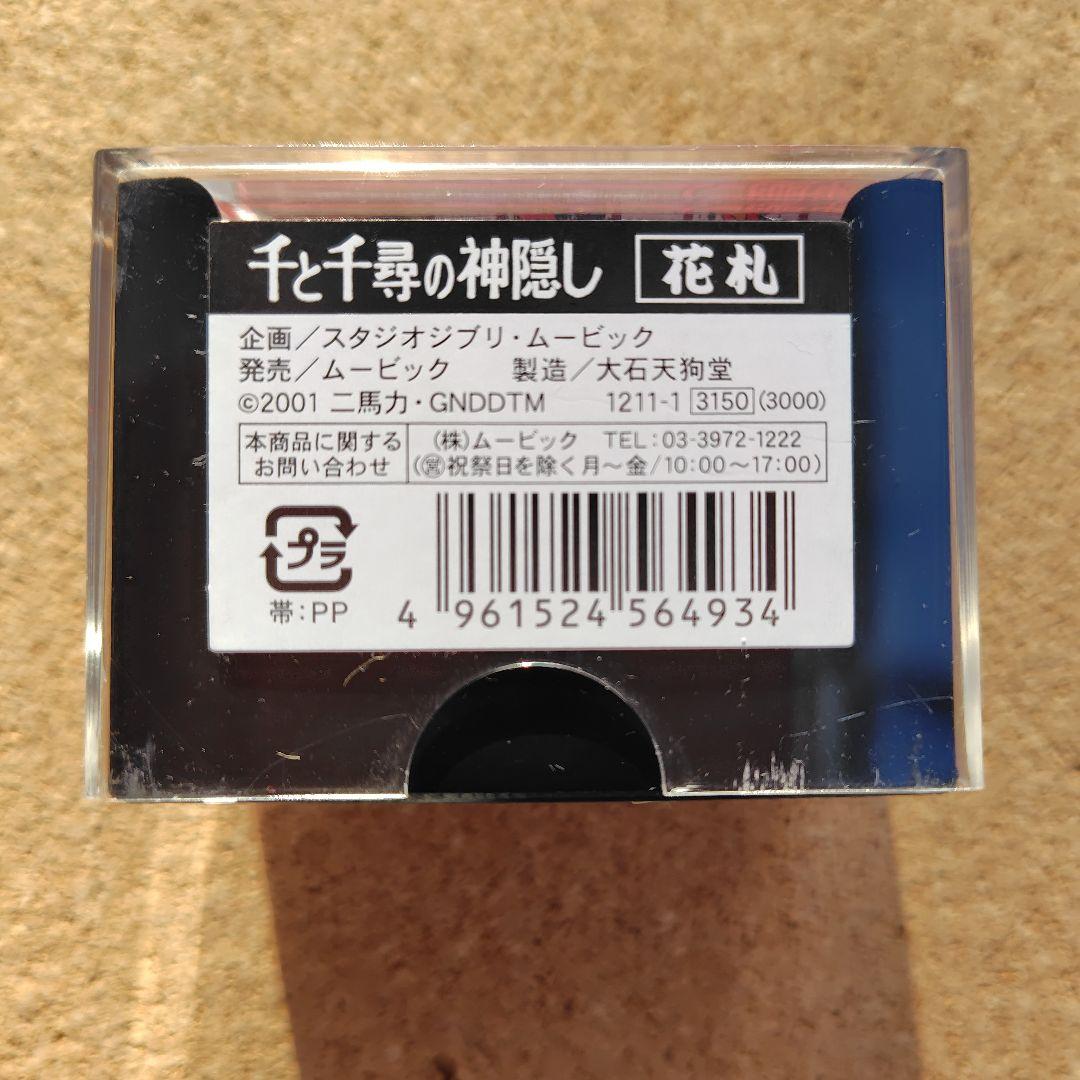 千と千尋の神隠し 花札
企画／スタジオジブリ・ムービック
発売／ムービック 製造／大石天狗堂
©2001 二馬力・GNDDTM 1211-1 3150 (3000)
本商品に関する
お問い合わせ
(株)ムービック TEL:03-3972-1222
(㊂祝祭日を除く月～金/10:00～17:00)
プラ
帯:PP
4 961524 564934